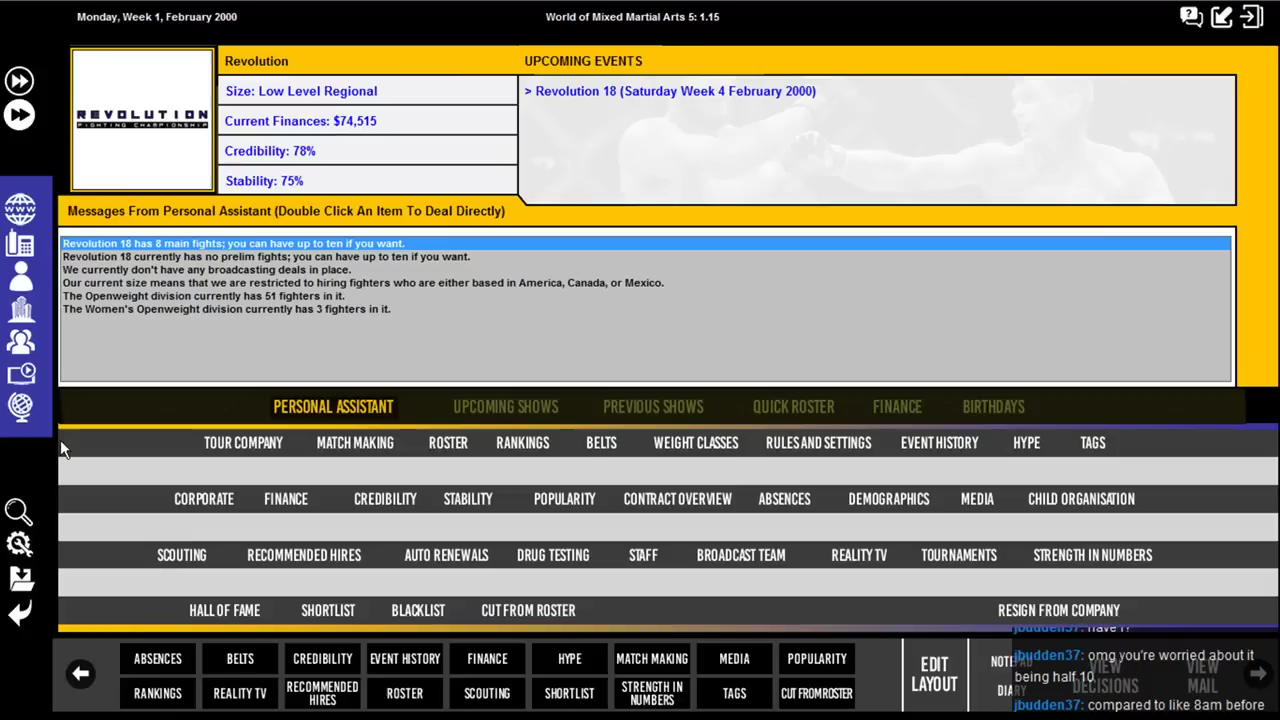 Monday, Week 1, February 2000
World of Mixed Martial Arts 5: 1.15
REVOLUTION
FIGHTING CHAMPIONSHIP
Revolution
Size: Low Level Regional
Current Finances: $74,515
Credibility: 78%
Stability: 75%
UPCOMING EVENTS
> Revolution 18 (Saturday Week 4 February 2000)
WWW
Messages From Personal Assistant (Double Click An Item To Deal Directly)
Revolution 18 has 8 main fights; you can have up to ten if you want.
Revolution 18 currently has no prelim fights; you can have up to ten if you want.
We currently don't have any broadcasting deals in place.
Our current size means that we are restricted to hiring fighters who are either based in America, Canada, or Mexico.
The Openweight division currently has 51 fighters in it.
The Women's Openweight division currently has 3 fighters in it.
PERSONAL ASSISTANT UPCOMING SHOWS PREVIOUS SHOWS QUICK ROSTER FINANCE BIRTHDAYS
TOUR COMPANY MATCH MAKING ROSTER RANKINGS BELTS WEIGHT CLASSES RULES AND SETTINGS EVENT HISTORY HYPE TAGS
CORPORATE FINANCE CREDIBILITY STABILITY POPULARITY CONTRACT OVERVIEW ABSENCES DEMOGRAPHICS MEDIA CHILD ORGANISATION
SCOUTING RECOMMENDED HIRES AUTO RENEWALS DRUG TESTING STAFF BROADCAST TEAM REALITY TV TOURNAMENTS STRENGTH IN NUMBERS
HALL OF FAME SHORTLIST BLACKLIST CUT FROM ROSTER RESIGN FROM COMPANY
ABSENCES BELTS CREDIBILITY EVENT HISTORY FINANCE HYPE MATCH MAKING MEDIA POPULARITY
RANKINGS REALITY TV RECOMMENDED HIRES ROSTER SCOUTING SHORTLIST STRENGTH IN NUMBERS TAGS CUT FROM ROSTER
EDIT LAYOUT
VIEW DECISIONS
VIEW MAIL
jbudden37: have it
jbudden37: omg you're worried about it
being half 10
jbudden37: compared to like 8am before